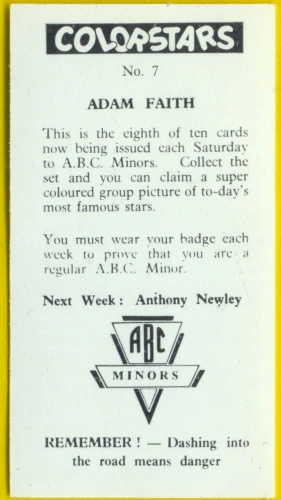 COLORSTARS
No. 7
ADAM FAITH
This is the eighth of ten cards
now being issued each Saturday
to A.B.C. Minors. Collect the
set and you can claim a super
coloured group picture of to-day's
most famous stars.
You must wear your badge each
week to prove that you are a
regular A.B.C. Minor.
Next Week : Anthony Newley
ABC
MINORS
REMEMBER ! — Dashing into
the road means danger